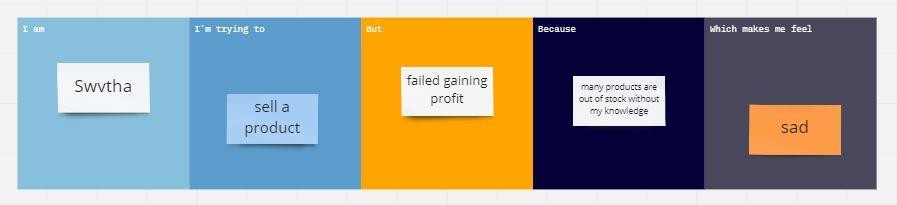 I am
I'm trying to
But
Because
Which makes me feel
Swvtha
sell a
product
failed gaining
profit
many products are
out of stock without
my knowledge
sad